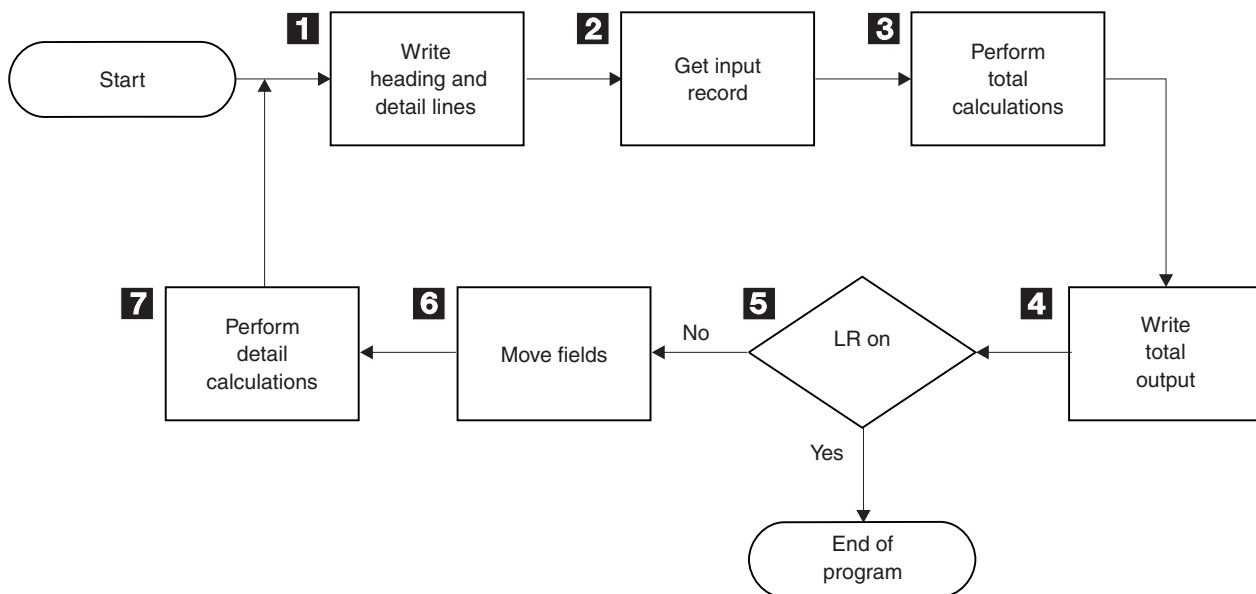 Start
1
Write
heading and
detail lines
2
Get input
record
3
Perform
total
calculations
4
Write
total
output
5
LR on
No
Yes
6
Move fields
7
Perform
detail
calculations
End of
program